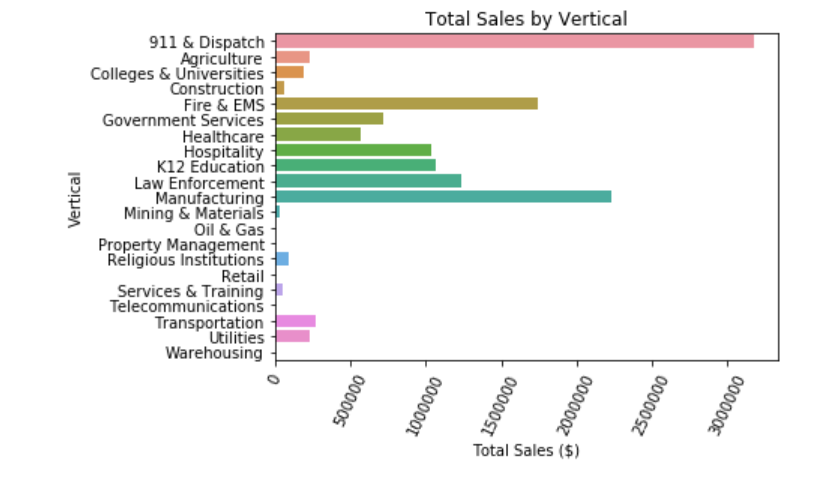 Total Sales by Vertical
911 & Dispatch
Agriculture
Colleges & Universities
Construction
Fire & EMS
Government Services
Healthcare
Hospitality
K12 Education
Law Enforcement
Manufacturing
Mining & Materials
Oil & Gas
Property Management
Religious Institutions
Retail
Services & Training
Telecommunications
Transportation
Utilities
Warehousing
Vertical
0 500000 1000000 1500000 2000000 2500000 3000000
Total Sales ($)